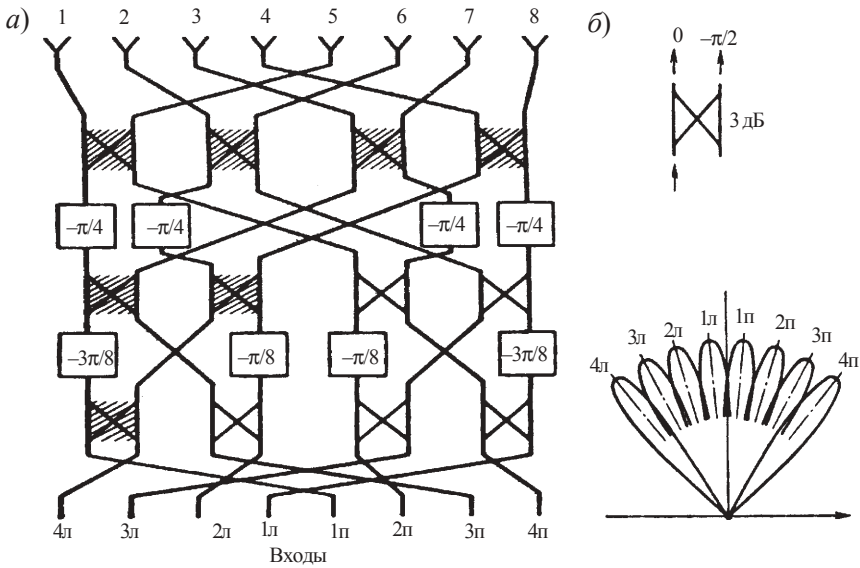 а)
1 2 3 4 5 6 7 8
–π/4 –π/4 –π/4 –π/4
–3π/8 –π/8 –π/8 –3π/8
4л 3л 2л 1л 1п 2п 3п 4п
Входы
б)
0 –π/2
3 дБ
4л 3л 2л 1л 1п 2п 3п 4п